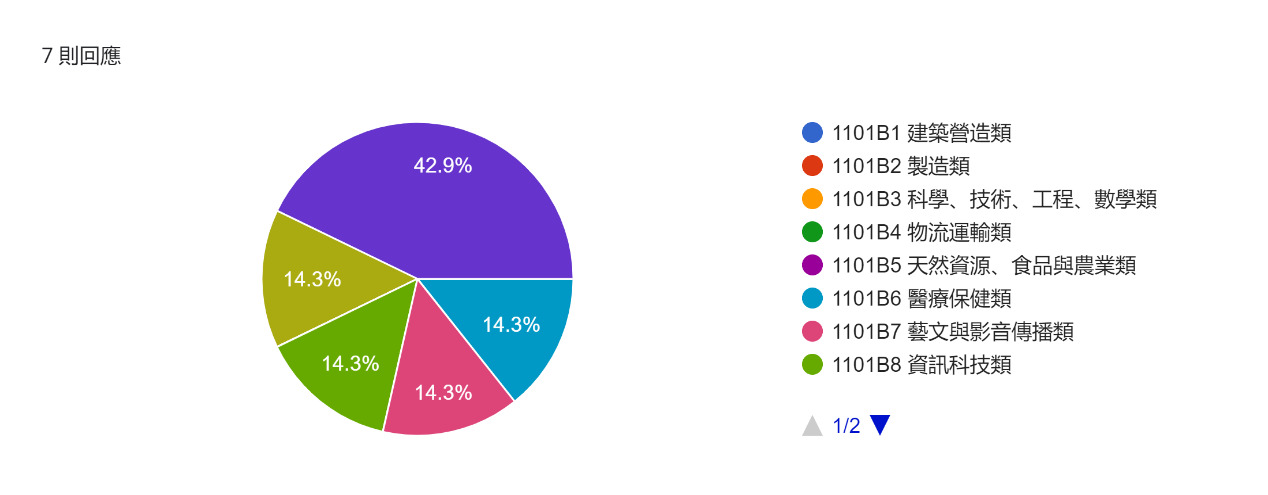 7 則回應
42.9%
14.3%
14.3%
14.3%
14.3%
1101B1 建築營造類
1101B2 製造類
1101B3 科學、技術、工程、數學類
1101B4 物流運輸類
1101B5 天然資源、食品與農業類
1101B6 醫療保健類
1101B7 藝文與影音傳播類
1101B8 資訊科技類
1/2